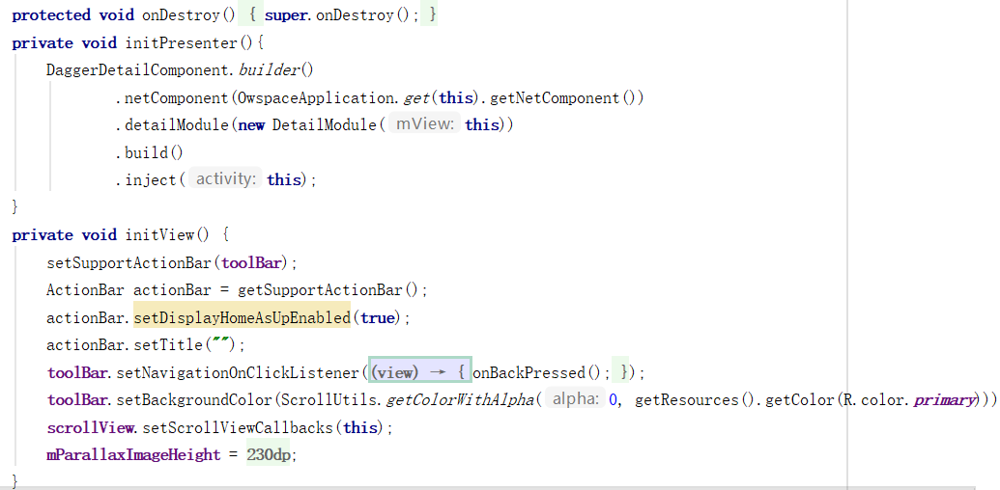 protected void onDestroy() { super.onDestroy(); }
private void initPresenter(){
DaggerDetailComponent.builder()
.netComponent(OwspaceApplication.get(this).getNetComponent())
.detailModule(new DetailModule( mView: this))
.build()
.inject( activity: this);
}
private void initView() {
setSupportActionBar(toolBar);
ActionBar actionBar = getSupportActionBar();
actionBar.setDisplayHomeAsUpEnabled(true);
actionBar.setTitle("");
toolBar.setNavigationOnClickListener((view) → { onBackPressed(); });
toolBar.setBackgroundColor(ScrollUtils.getColorWithAlpha( alpha: 0, getResources().getColor(R.color.primary)))
scrollView.setScrollViewCallbacks(this);
mParallaxImageHeight = 230dp;
}